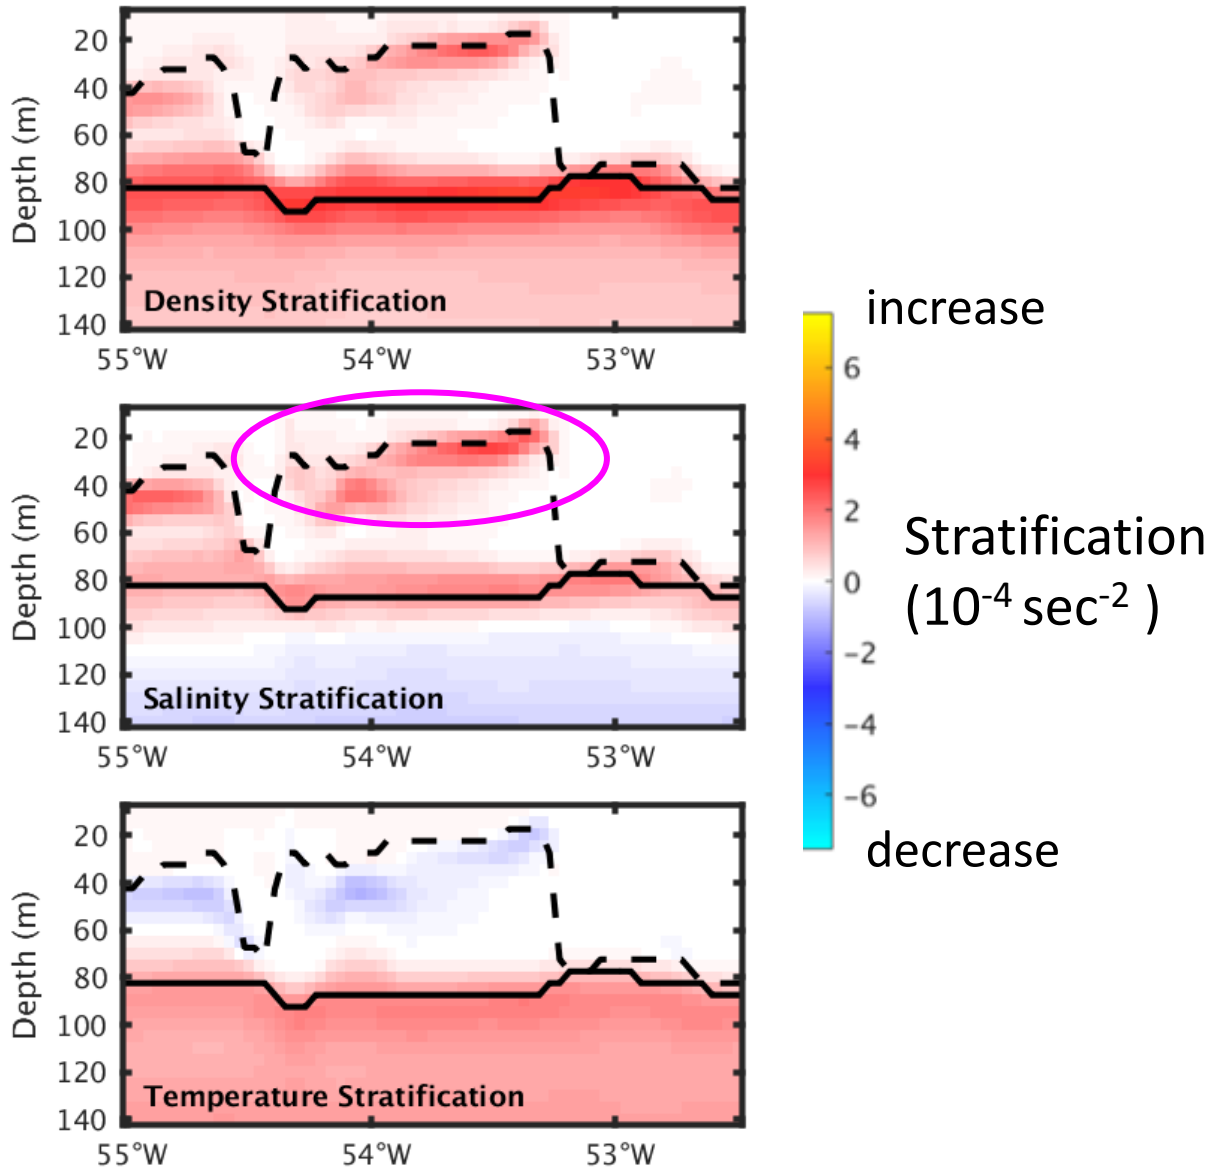 20
40
60
80
100
120
140
Depth (m)
Density Stratification
55°W
54°W
53°W
20
40
60
80
100
120
140
Depth (m)
Salinity Stratification
55°W
54°W
53°W
20
40
60
80
100
120
140
Depth (m)
Temperature Stratification
55°W
54°W
53°W
increase
6
4
2
0
−2
−4
−6
decrease
Stratification
(10⁻⁴ sec⁻² )